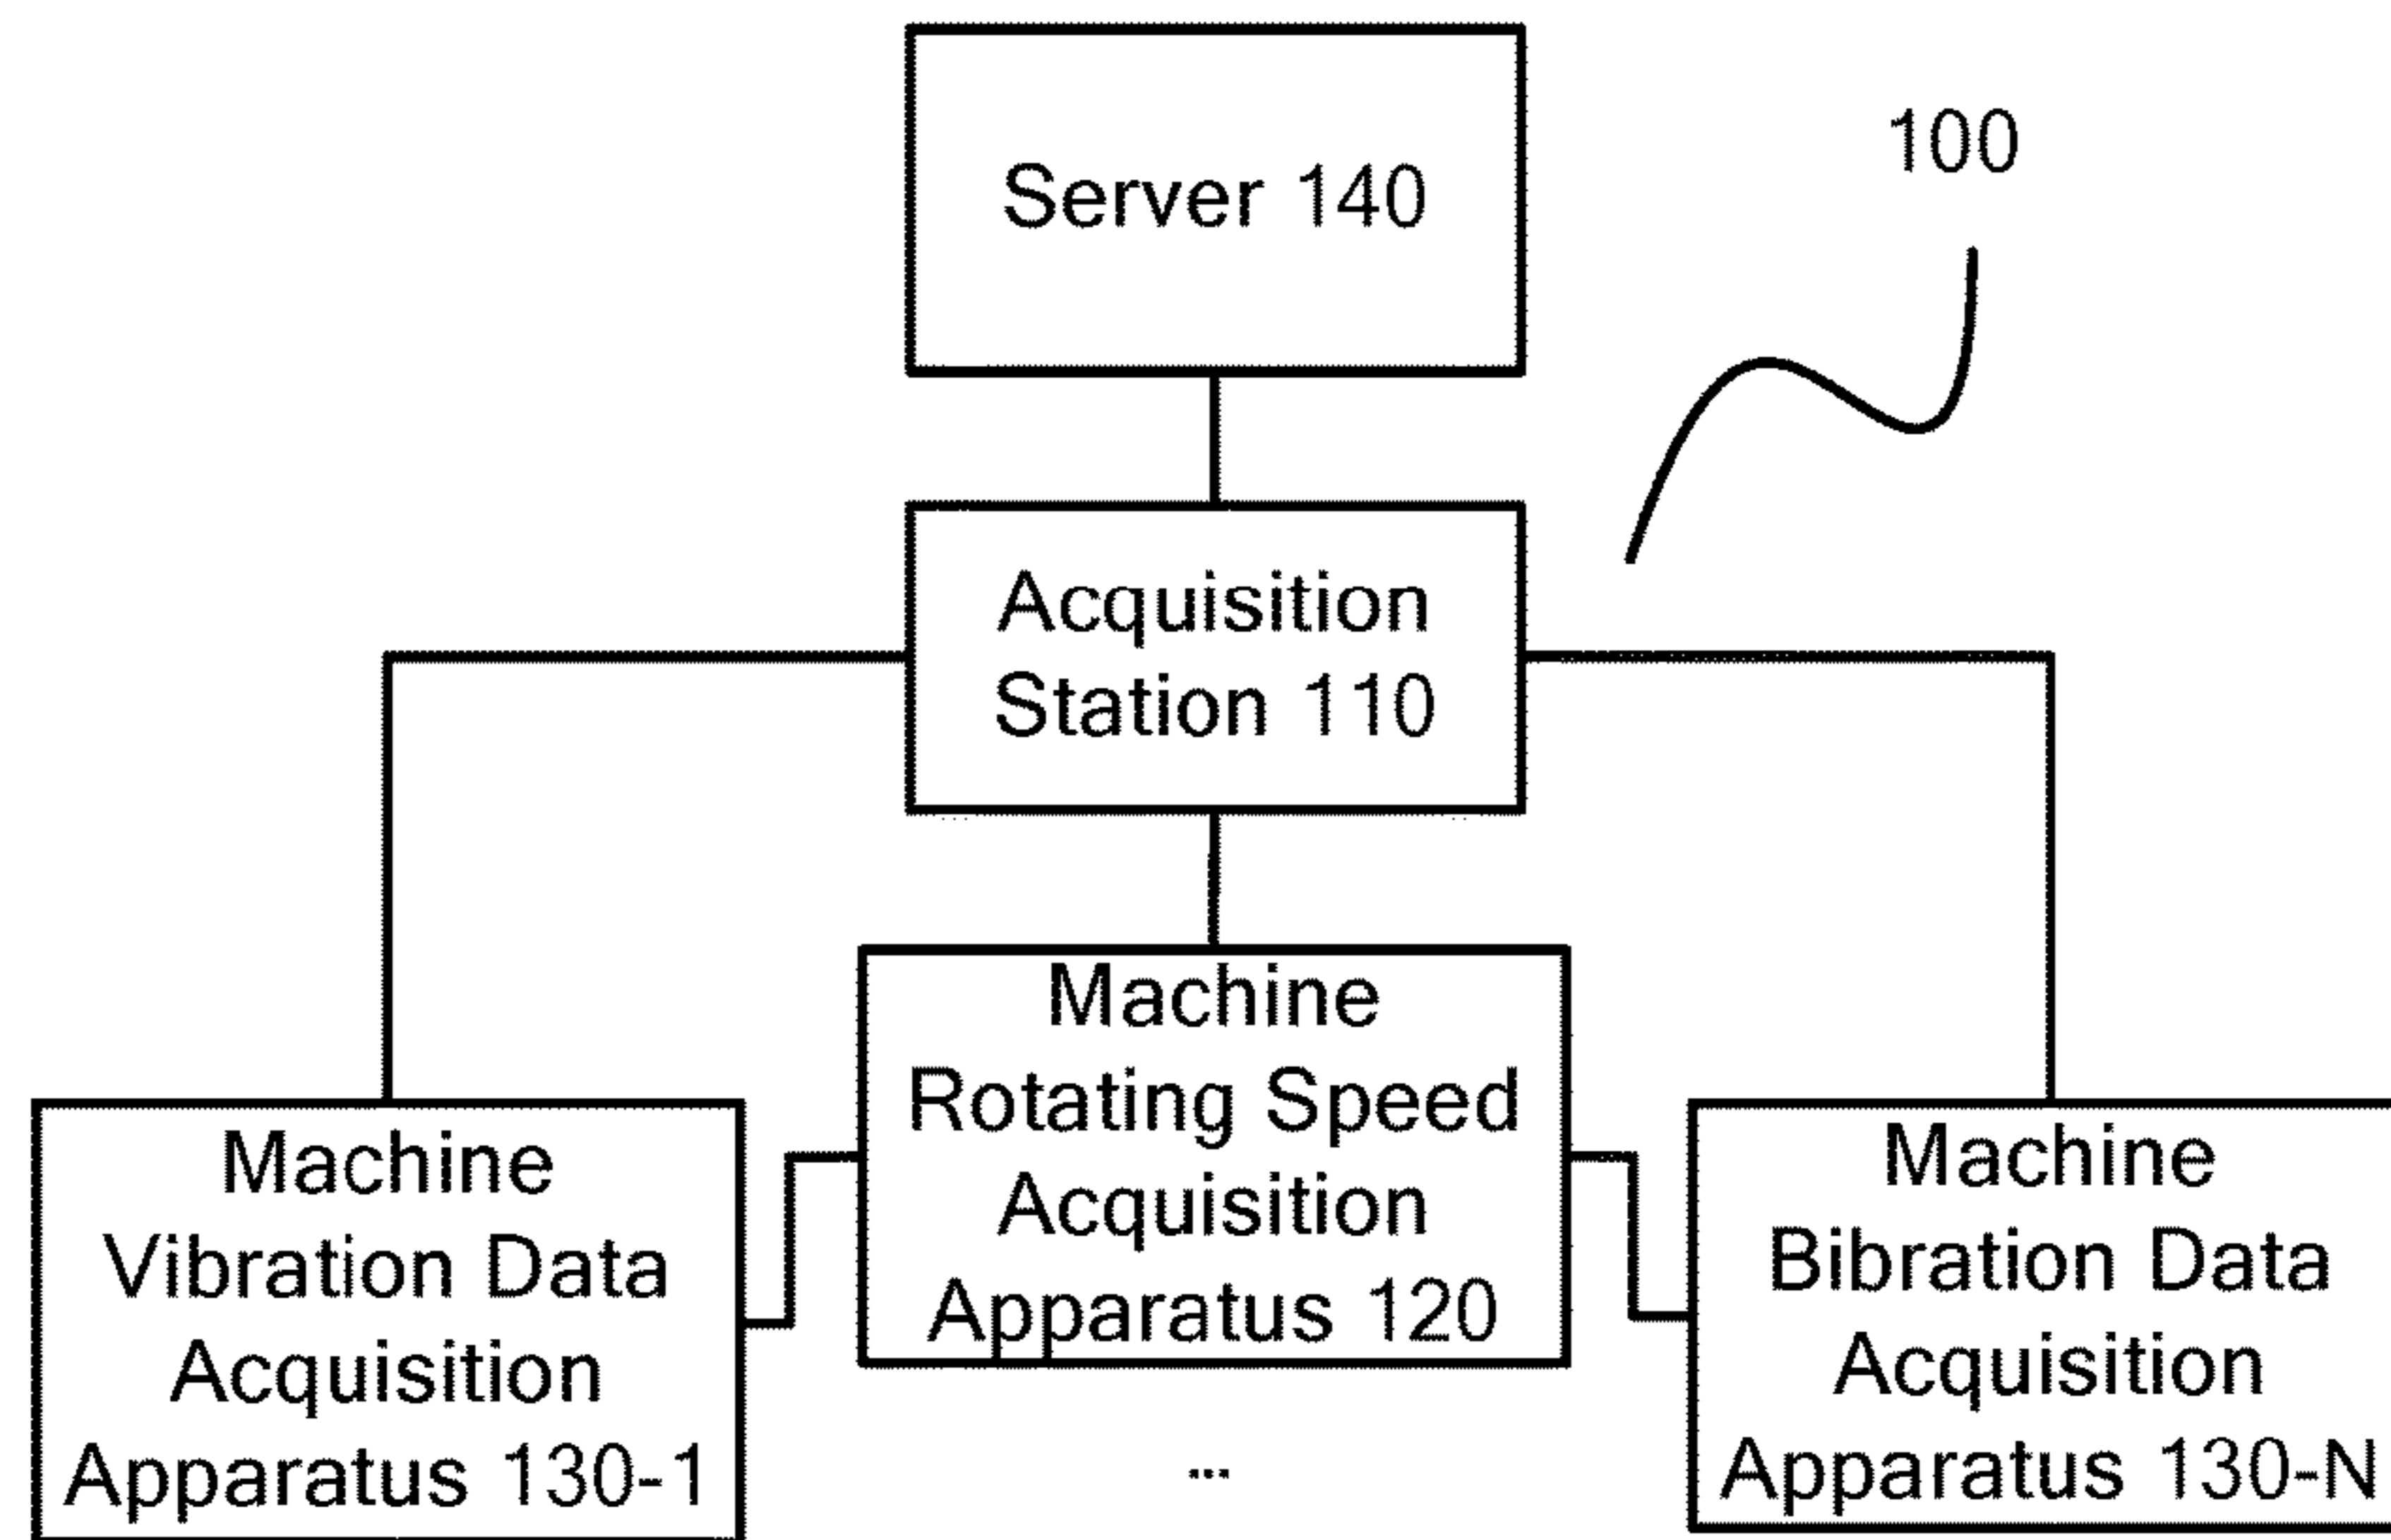 Server 140
100
Acquisition
Station 110
Machine
Rotating Speed
Acquisition
Apparatus 120
Machine
Vibration Data
Acquisition
Apparatus 130-1
...
Machine
Bibration Data
Acquisition
Apparatus 130-N